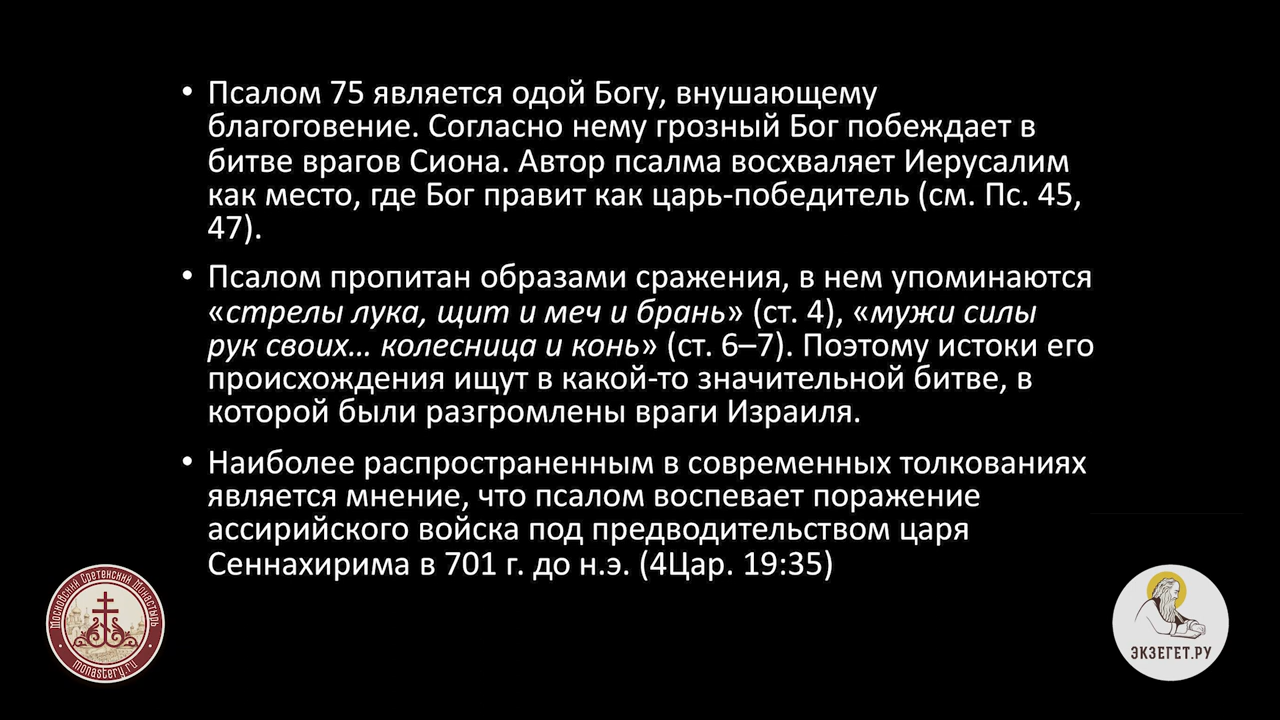 • Псалом 75 является одой Богу, внушающему
благоговение. Согласно нему грозный Бог побеждает в
битве врагов Сиона. Автор псалма восхваляет Иерусалим
как место, где Бог правит как царь-победитель (см. Пс. 45,
47).
• Псалом пропитан образами сражения, в нем упоминаются
«стрелы лука, щит и меч и брань» (ст. 4), «мужи силы
рук своих... колесница и конь» (ст. 6–7). Поэтому истоки его
происхождения ищут в какой-то значительной битве, в
которой были разгромлены враги Израиля.
• Наиболее распространенным в современных толкованиях
является мнение, что псалом воспевает поражение
ассирийского войска под предводительством царя
Сеннахирима в 701 г. до н.э. (4Цар. 19:35)
Московский Сретенский Монастырь
monastery.ru
ЭКЗЕГЕТ.РУ